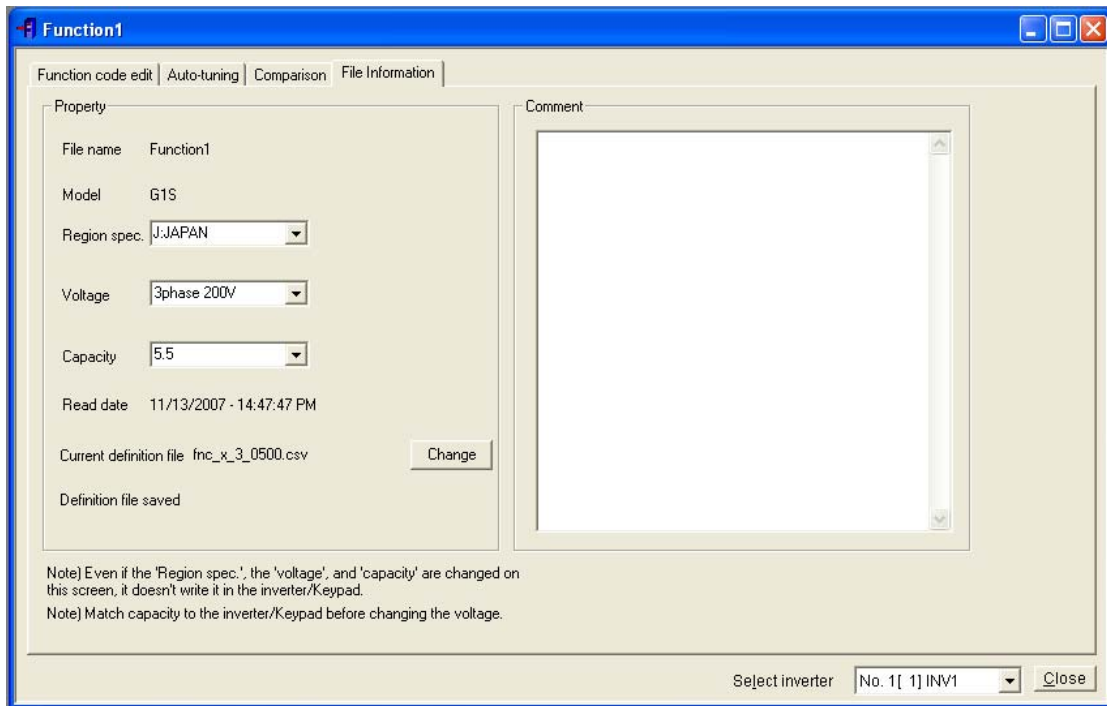 Function1
Function code edit Auto-tuning Comparison File Information
Property
File name Function1
Model G1S
Region spec. J:JAPAN
Voltage 3phase 200V
Capacity 5.5
Read date 11/13/2007 - 14:47:47 PM
Current definition file fnc_x_3_0500.csv Change
Definition file saved
Comment
Note) Even if the 'Region spec.', the 'voltage', and 'capacity' are changed on
this screen, it doesn't write it in the inverter/Keypad.
Note) Match capacity to the inverter/Keypad before changing the voltage.
Select inverter No. 1[ 1] INV1 Close